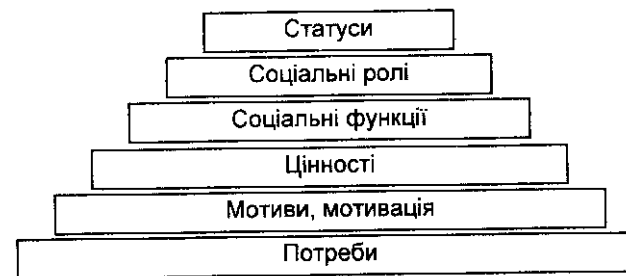 Статуси
Соціальні ролі
Соціальні функції
Цінності
Мотиви, мотивація
Потреби